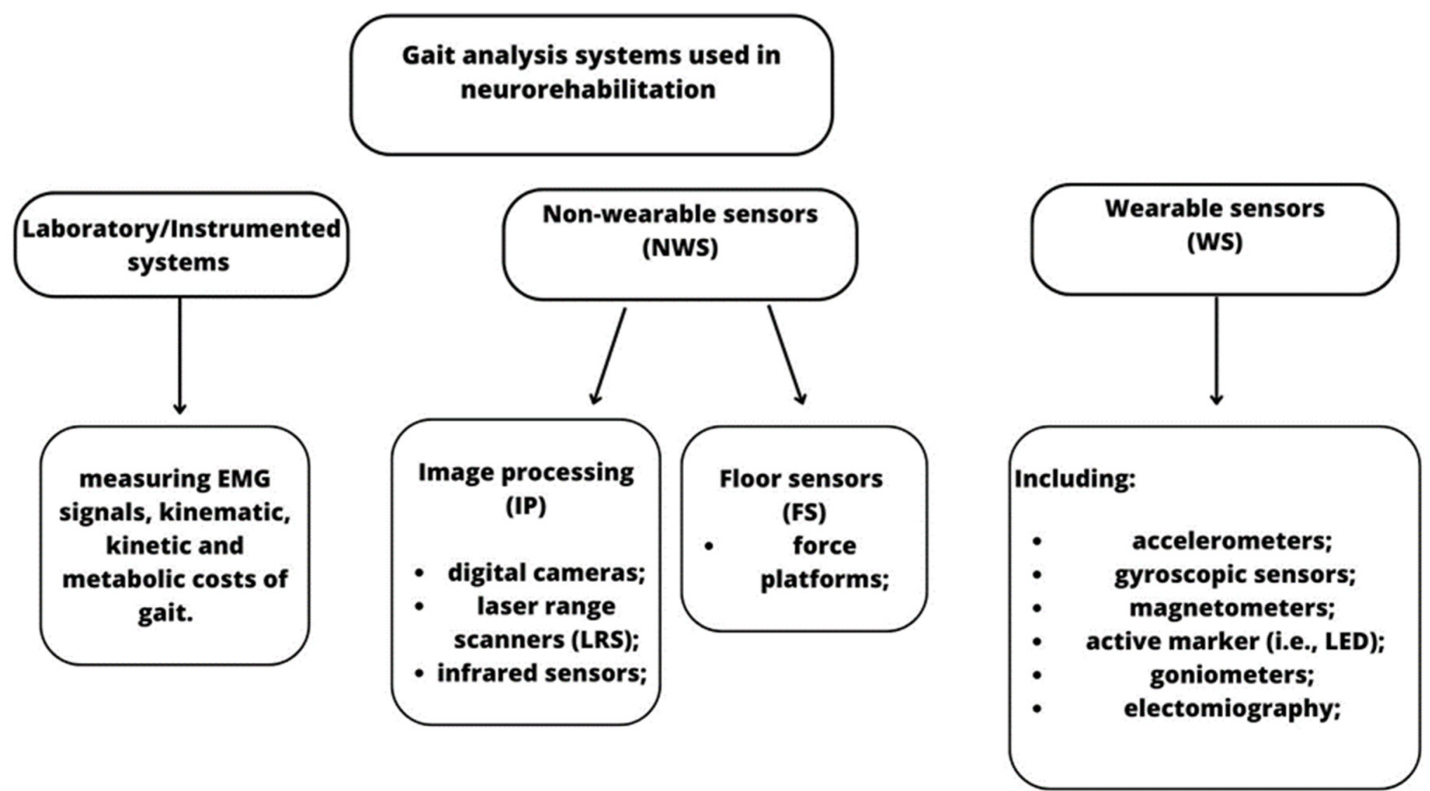 Gait analysis systems used in
neurorehabilitation
Laboratory/Instrumented
systems
Non-wearable sensors
(NWS)
Wearable sensors
(WS)
measuring EMG
signals, kinematic,
kinetic and
metabolic costs of
gait.
Image processing
(IP)
• digital cameras;
• laser range
scanners (LRS);
• infrared sensors;
Floor sensors
(FS)
• force
platforms;
Including:
• accelerometers;
• gyroscopic sensors;
• magnetometers;
• active marker (i.e., LED);
• goniometers;
• electomiography;